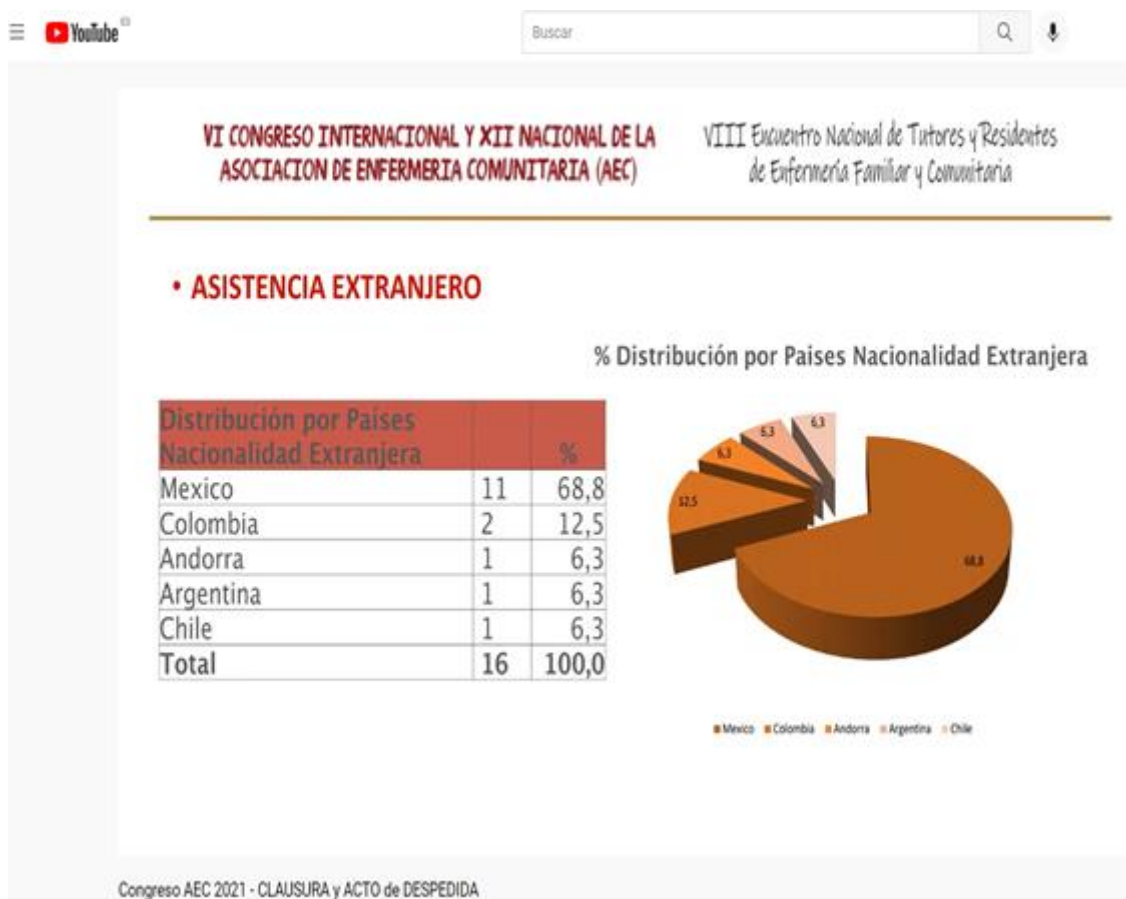 YouTube ES
Buscar
VI CONGRESO INTERNACIONAL Y XII NACIONAL DE LA
ASOCIACION DE ENFERMERIA COMUNITARIA (AEC)
VIII Encuentro Nacional de Tutores y Residentes
de Enfermería Familiar y Comunitaria
• ASISTENCIA EXTRANJERO
% Distribución por Paises Nacionalidad Extranjera
Distribución por Paises
Nacionalidad Extranjera %
Mexico 11 68,8
Colombia 2 12,5
Andorra 1 6,3
Argentina 1 6,3
Chile 1 6,3
Total 16 100,0
6,3
6,3
6,3
12,5
68,8
Mexico Colombia Andorra Argentina Chile
Congreso AEC 2021 - CLAUSURA y ACTO de DESPEDIDA